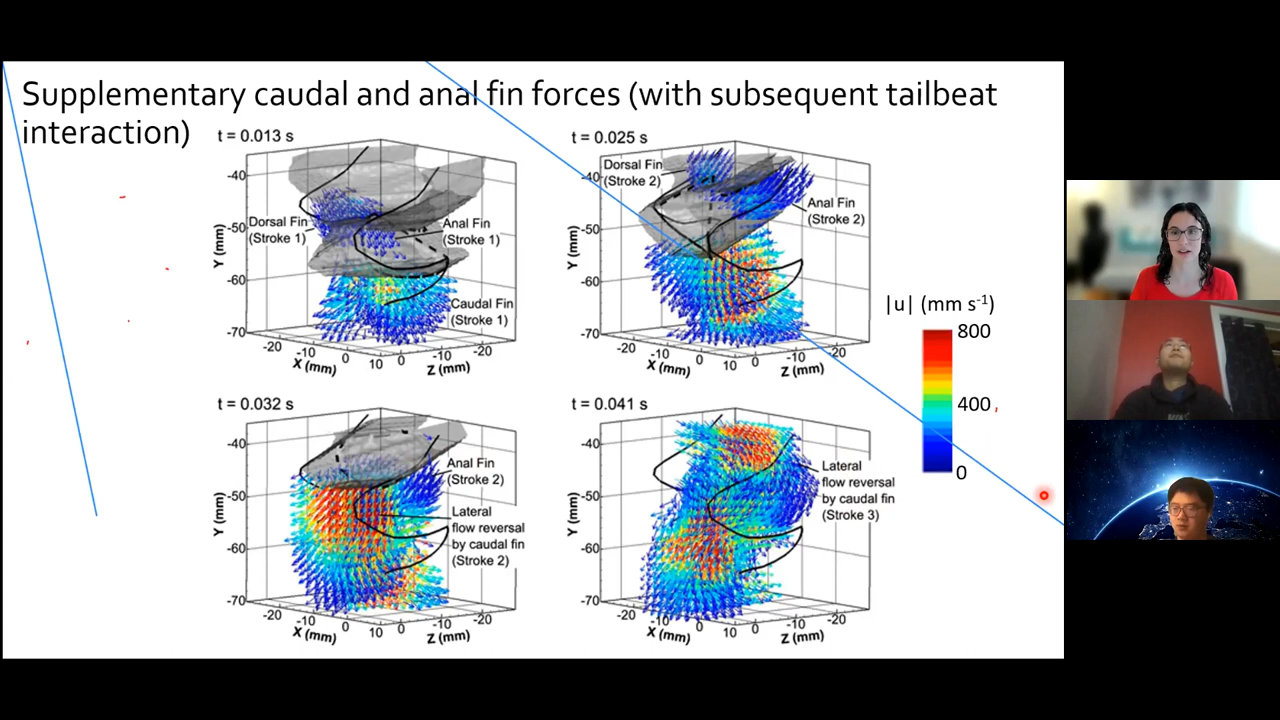 Supplementary caudal and anal fin forces (with subsequent tailbeat
interaction)
t = 0.013 s
-40
-50
-60
-70
Y (mm)
Dorsal Fin
(Stroke 1)
Anal Fin
(Stroke 1)
Caudal Fin
(Stroke 1)
-20
-10
0
10
X (mm)
0
-10
-20
Z (mm)
t = 0.025 s
-40
-50
-60
-70
Y (mm)
Dorsal Fin
(Stroke 2)
Anal Fin
(Stroke 2)
-20
-10
0
10
X (mm)
0
-10
-20
Z (mm)
|u| (mm s-1)
800
400
0
t = 0.032 s
-40
-50
-60
-70
Y (mm)
Anal Fin
(Stroke 2)
Lateral
flow reversal
by caudal fin
(Stroke 2)
-20
-10
0
10
X (mm)
0
-10
-20
Z (mm)
t = 0.041 s
-40
-50
-60
-70
Y (mm)
Lateral
flow reversal
by caudal fin
(Stroke 3)
-20
-10
0
10
X (mm)
0
-10
-20
Z (mm)